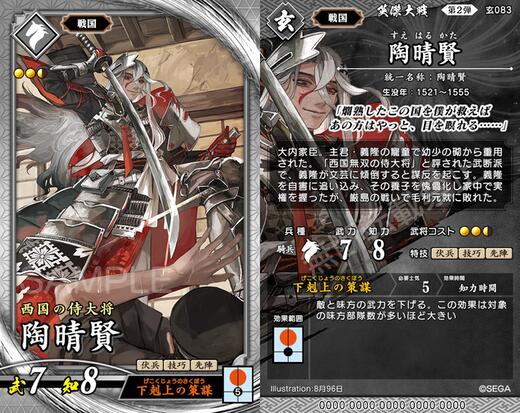 戦国
SAMPLE
西国の侍大将
陶晴賢
伏兵 技巧 先陣
武7 知8
げこくじょうのさくぼう
下剋上の策謀
5
玄
戦国
英傑大戦
第2弾
玄083
すえ はる かた
陶晴賢
統一名称:陶晴賢
生没年:1521～1555
「爛熟したこの国を僕が救えば
あの方はやっと、目を醒れる……」
大内家臣。主君・義隆の寵童で幼少の砌から重用
された。「西国無双の侍大将」と評された武断派
で、義隆が文芸に傾倒すると謀反を起こす。義隆
を自害に追い込み、その養子を傀儡化し家中で実
権を握ったが、厳島の戦いで毛利元就に敗れた。
兵種 武力 知力 武将コスト
騎兵 7 8 特技 伏兵 技巧 先陣
げこくじょうのさくぼう 必要士気 効果時間
下剋上の策謀 5 知力時間
効果範囲
敵と味方の武力を下げる。この効果は対象
の味方部隊数が多いほど大きい
Illustration:8月96日
©SEGA
0000 0000 0000 0000 0000